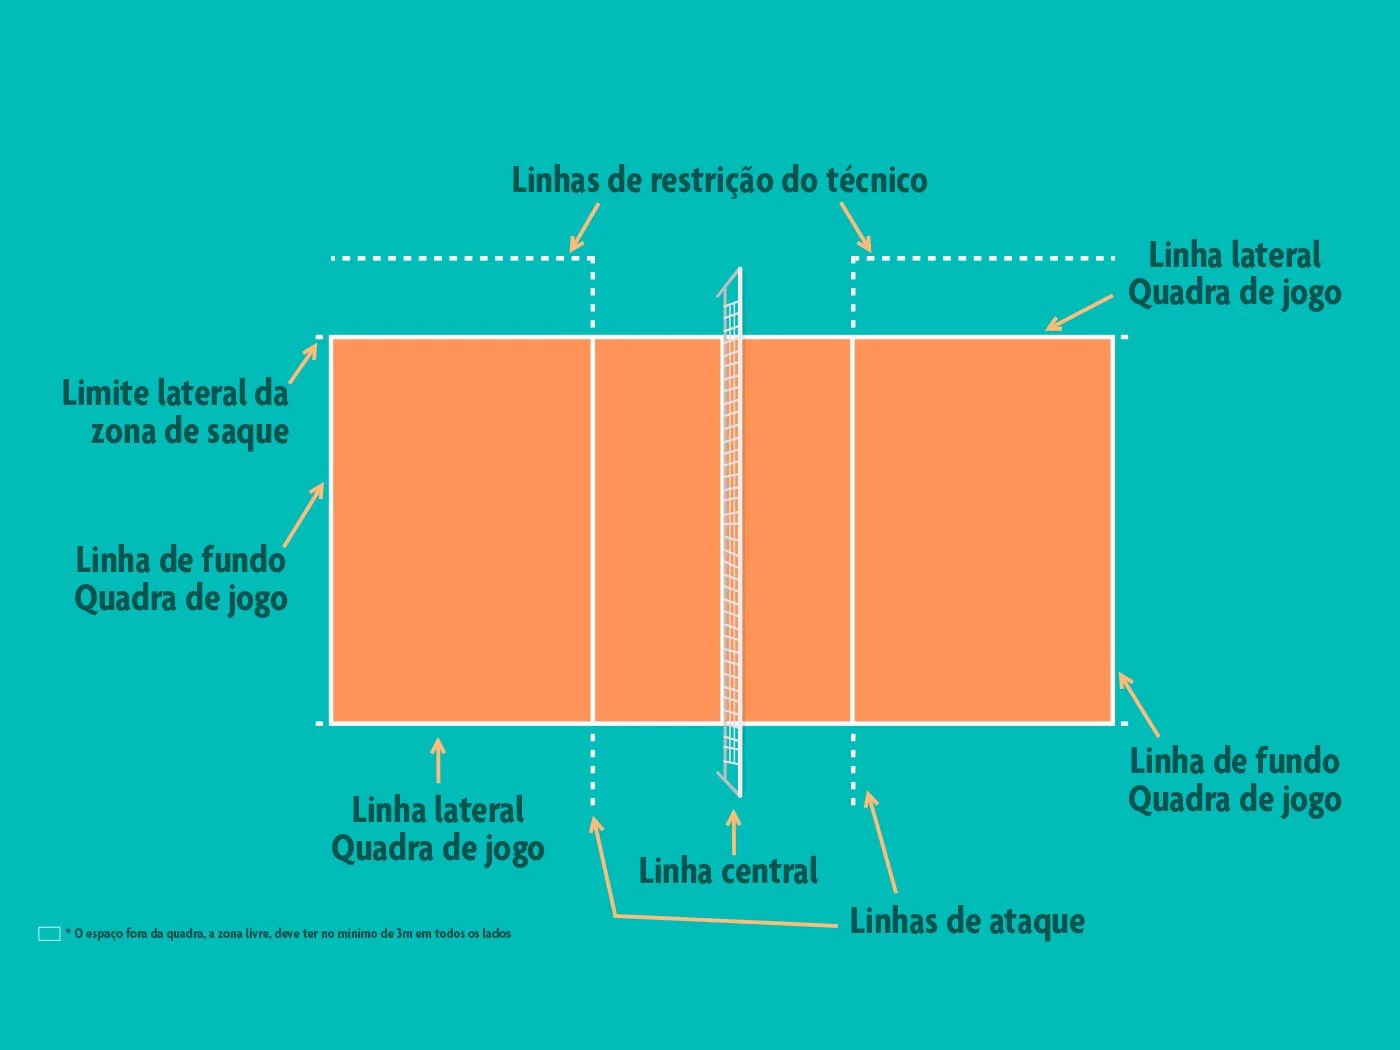 Linhas de restrição do técnico
Linha lateral
Quadra de jogo
Limite lateral da
zona de saque
Linha de fundo
Quadra de jogo
Linha de fundo
Quadra de jogo
Linha lateral
Quadra de jogo
Linha central
Linhas de ataque
* O espaço fora da quadra, a zona livre, deve ter no mínimo de 3m em todos os lados